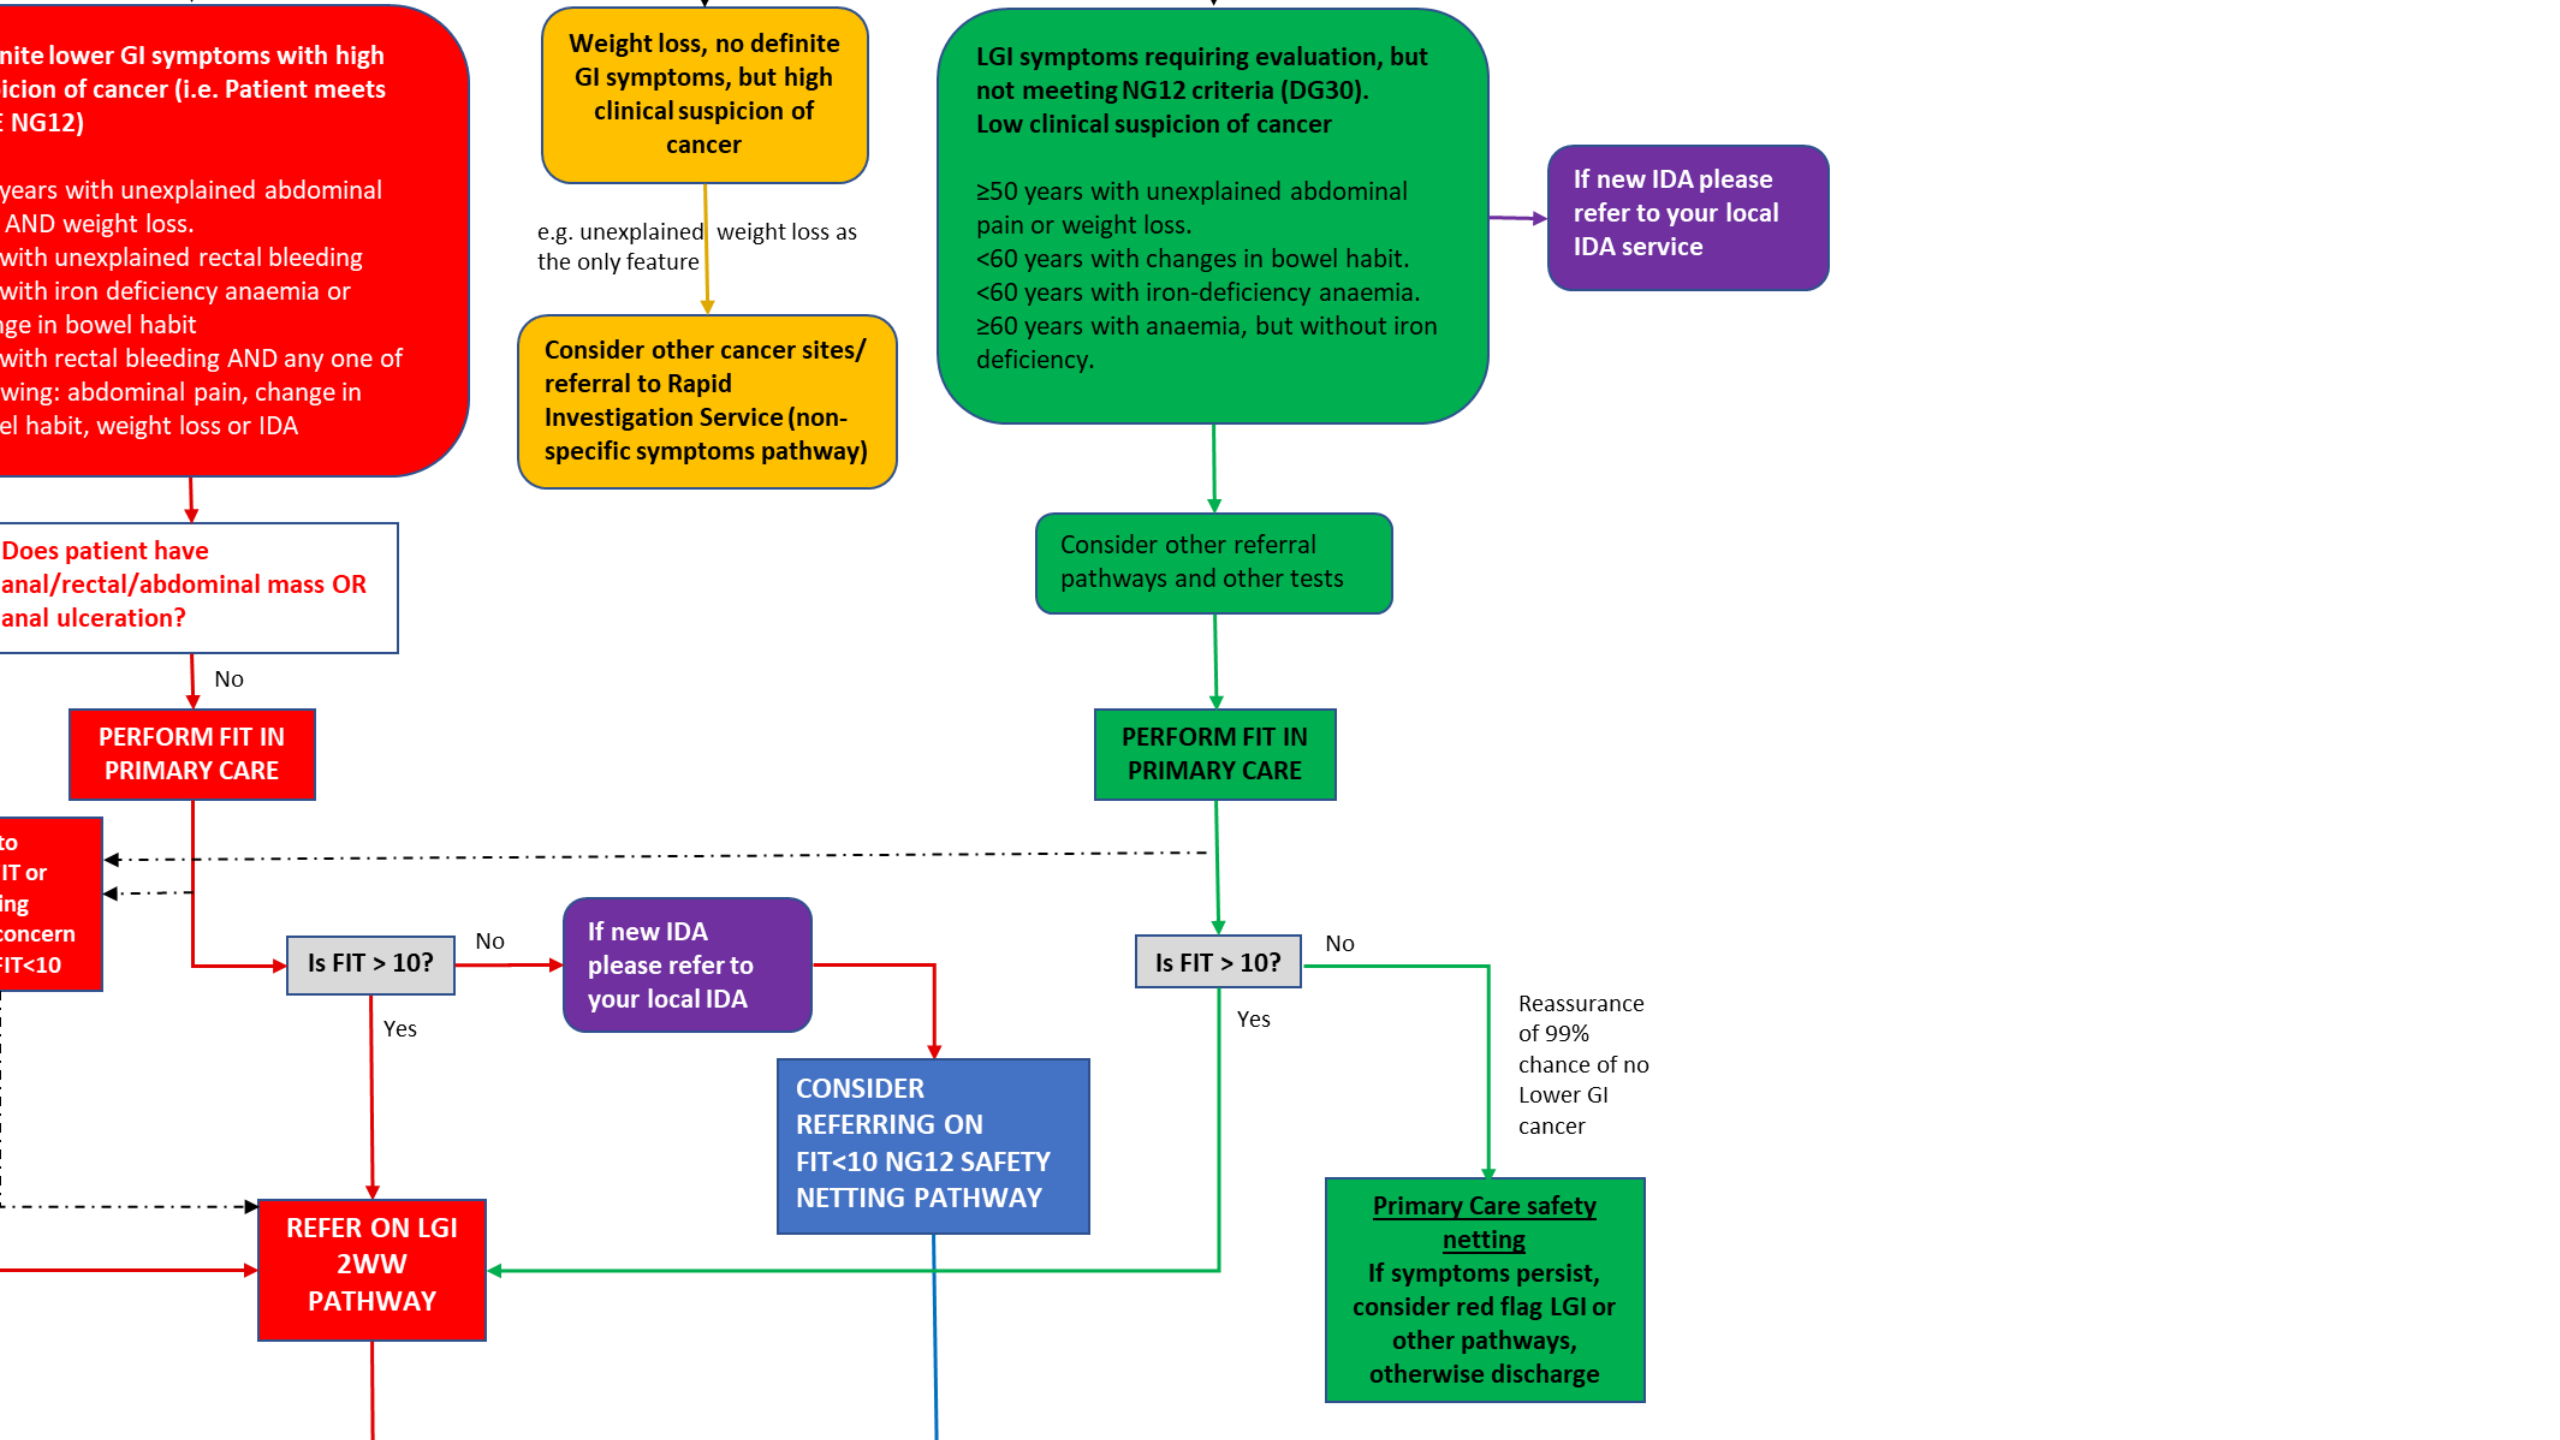 nite lower GI symptoms with high
icion of cancer (i.e. Patient meets
E NG12)
years with unexplained abdominal
AND weight loss.
with unexplained rectal bleeding
with iron deficiency anaemia or
nge in bowel habit
with rectal bleeding AND any one of
wing: abdominal pain, change in
el habit, weight loss or IDA
Weight loss, no definite
GI symptoms, but high
clinical suspicion of
cancer
e.g. unexplained weight loss as
the only feature
Consider other cancer sites/
referral to Rapid
Investigation Service (non-
specific symptoms pathway)
LGI symptoms requiring evaluation, but
not meeting NG12 criteria (DG30).
Low clinical suspicion of cancer
≥50 years with unexplained abdominal
pain or weight loss.
<60 years with changes in bowel habit.
<60 years with iron-deficiency anaemia.
≥60 years with anaemia, but without iron
deficiency.
If new IDA please
refer to your local
IDA service
Does patient have
anal/rectal/abdominal mass OR
anal ulceration?
Consider other referral
pathways and other tests
No
PERFORM FIT IN
PRIMARY CARE
PERFORM FIT IN
PRIMARY CARE
to
IT or
ing
concern
FIT<10
Is FIT > 10?
No
Yes
If new IDA
please refer to
your local IDA
Is FIT > 10?
No
Yes
Reassurance
of 99%
chance of no
Lower GI
cancer
CONSIDER
REFERRING ON
FIT<10 NG12 SAFETY
NETTING PATHWAY
REFER ON LGI
2WW
PATHWAY
Primary Care safety
netting
If symptoms persist,
consider red flag LGI or
other pathways,
otherwise discharge